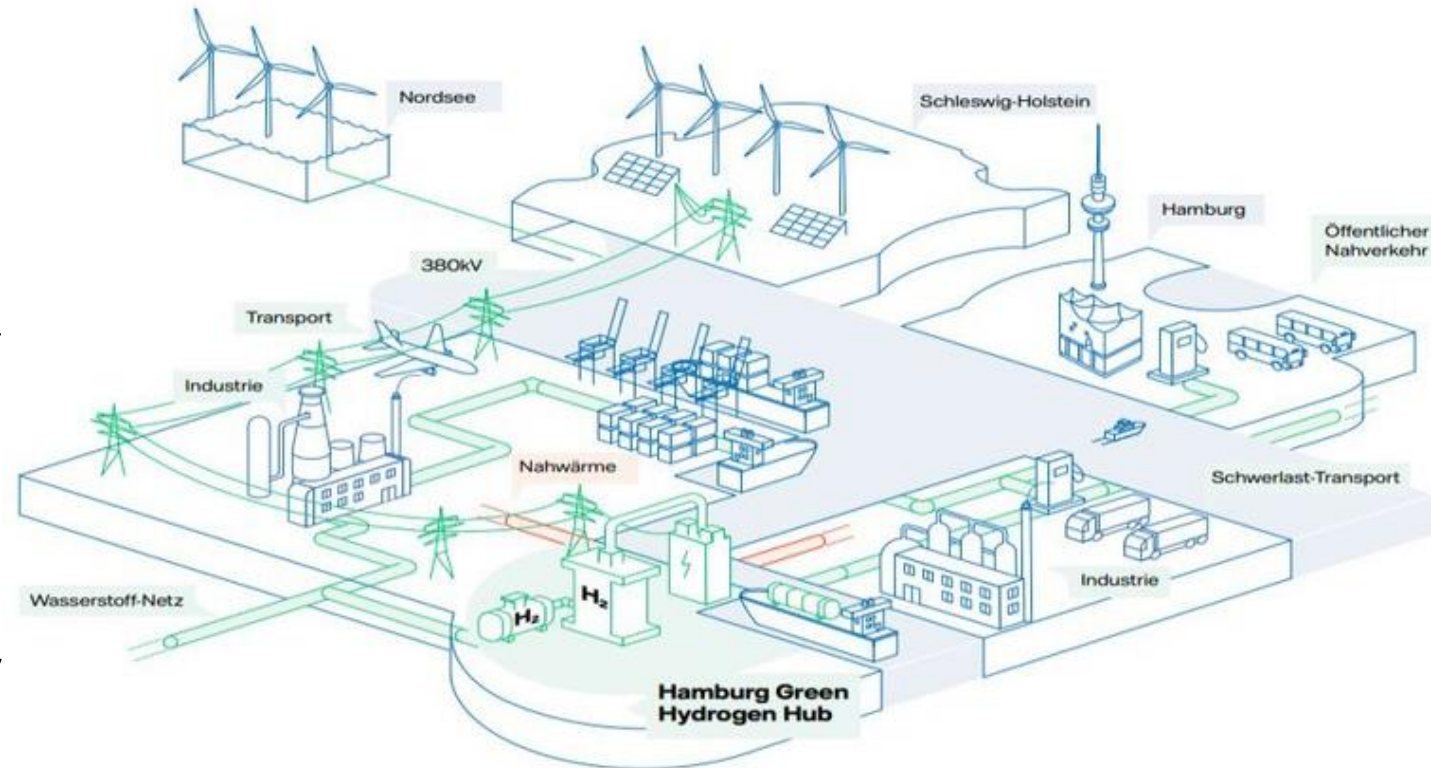 Nordsee
Schleswig-Holstein
Hamburg
Öffentlicher
Nahverkehr
380kV
Transport
Industrie
Nahwärme
Schwerlast-Transport
Industrie
Wasserstoff-Netz
H₂
H₂
Hamburg Green
Hydrogen Hub